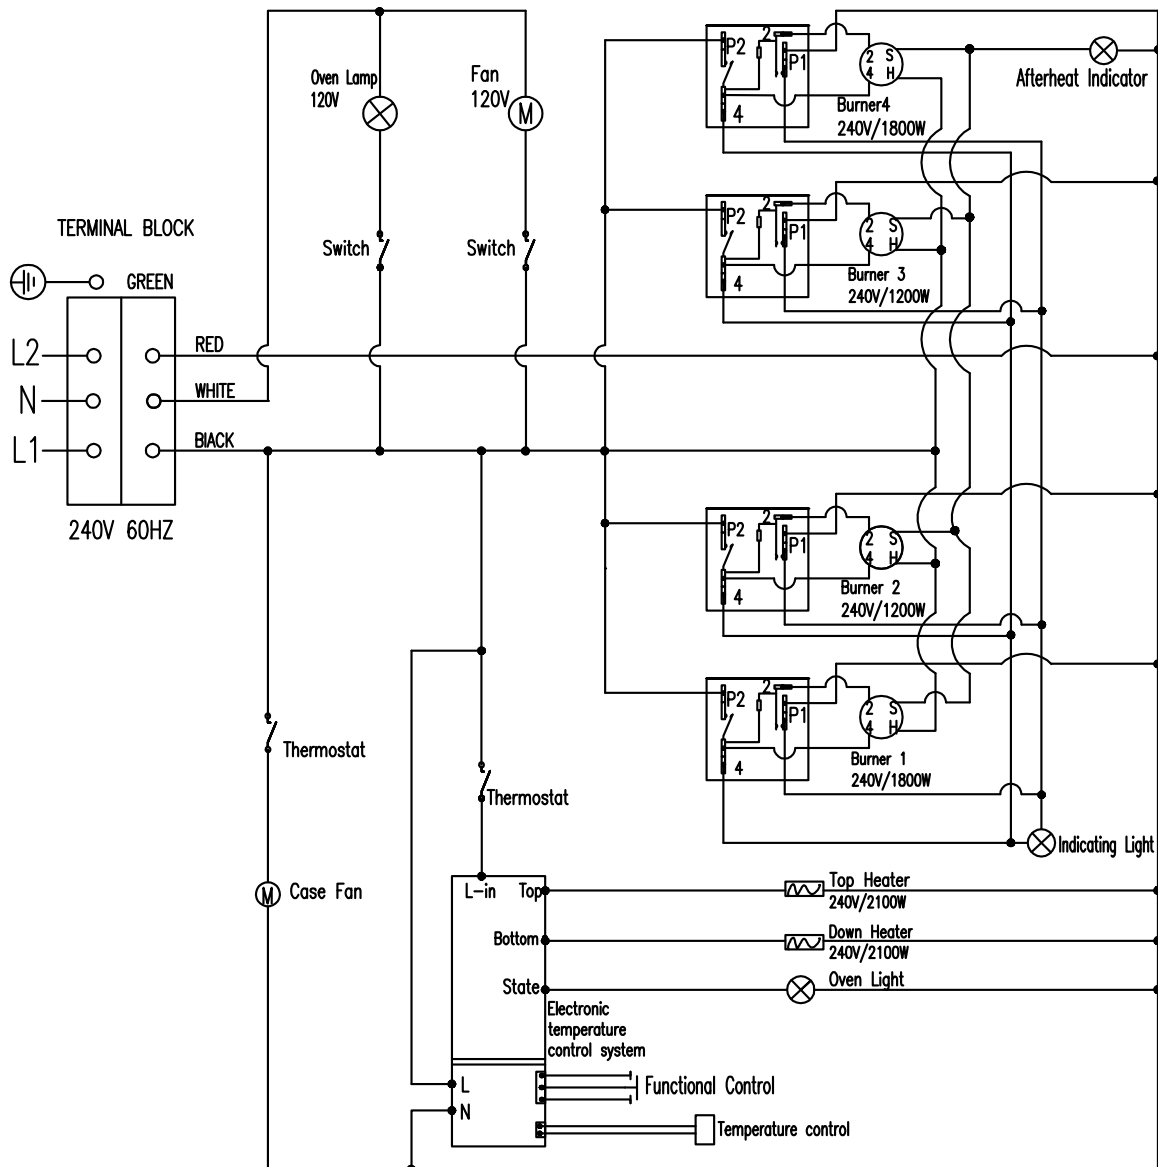 Oven Lamp
120V
Fan
120V
M
Switch
Switch
TERMINAL BLOCK
GREEN
L2
RED
N
WHITE
L1
BIACK
240V 60HZ
P2
2
P1
4
2 S
4 H
Burner4
240V/1800W
Afterheat Indicator
P2
2
P1
4
2 S
4 H
Burner 3
240V/1200W
P2
2
P1
4
2 S
4 H
Burner 2
240V/1200W
P2
2
P1
4
2 S
4 H
Burner 1
240V/1800W
Indicating Light
Thermostat
Thermostat
M Case Fan
L-in Top
Bottom
State
Top Heater
240V/2100W
Down Heater
240V/2100W
Oven Light
Electronic
temperature
control system
L
N
Functional Control
Temperature control